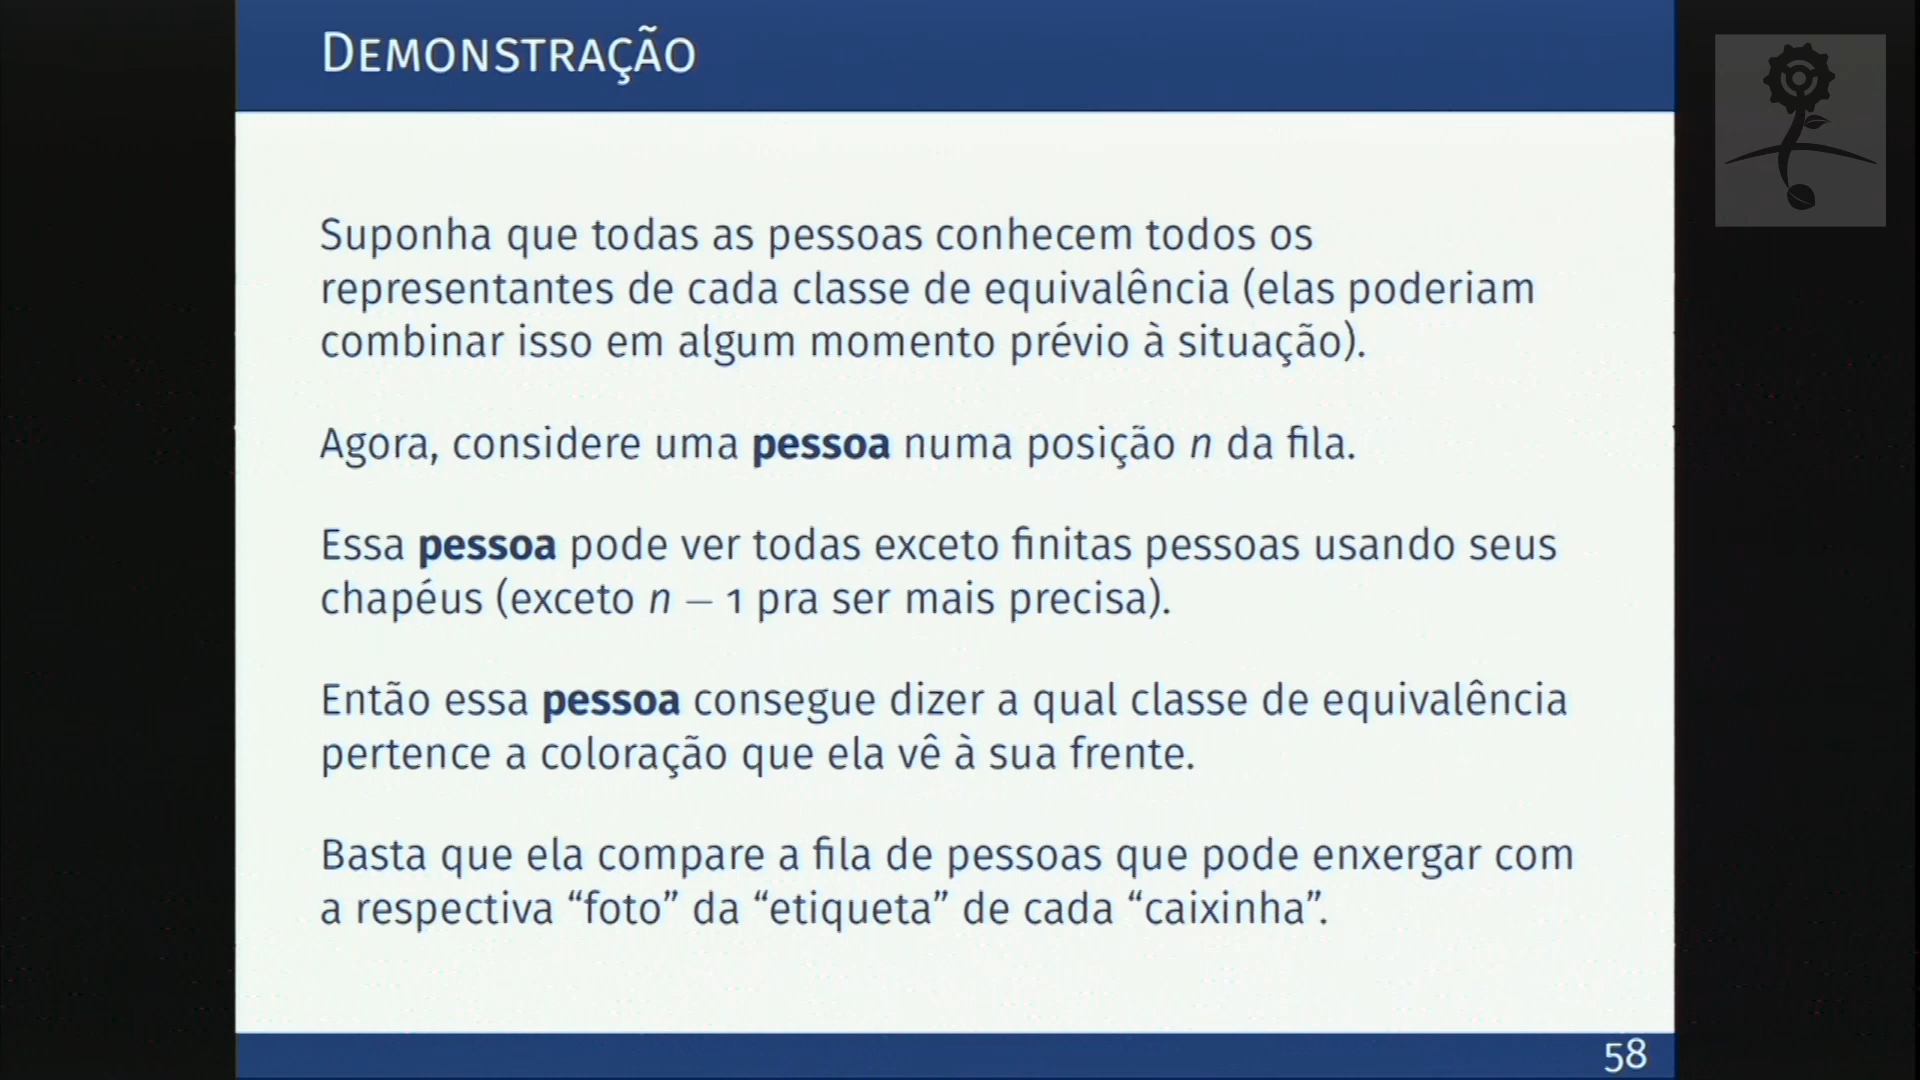 DEMONSTRAÇÃO
Suponha que todas as pessoas conhecem todos os
representantes de cada classe de equivalência (elas poderiam
combinar isso em algum momento prévio à situação).
Agora, considere uma pessoa numa posição n da fila.
Essa pessoa pode ver todas exceto finitas pessoas usando seus
chapéus (exceto n − 1 pra ser mais precisa).
Então essa pessoa consegue dizer a qual classe de equivalência
pertence a coloração que ela vê à sua frente.
Basta que ela compare a fila de pessoas que pode enxergar com
a respectiva “foto” da “etiqueta” de cada “caixinha”.
58